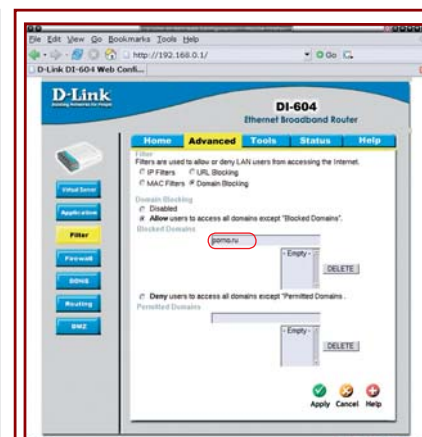 File Edit View Go Bookmarks Tools Help
http://192.168.0.1/
Go
D-Link DI-604 Web Confi...
D-Link
Building Networks for People
DI-604
Ethernet Broadband Router
Home Advanced Tools Status Help
Virtual Server
Application
Filter
Firewall
DDNS
Routing
DMZ
Filter
Filters are used to allow or deny LAN users from accessing the Internet.
IP Filters URL Blocking
MAC Filters Domain Blocking
Domain Blocking
Disabled
Allow users to access all domains except "Blocked Domains".
Blocked Domains
porno.ru
- Empty -
DELETE
Deny users to access all domains except "Permitted Domains .
Permitted Domains
- Empty -
DELETE
Apply Cancel Help